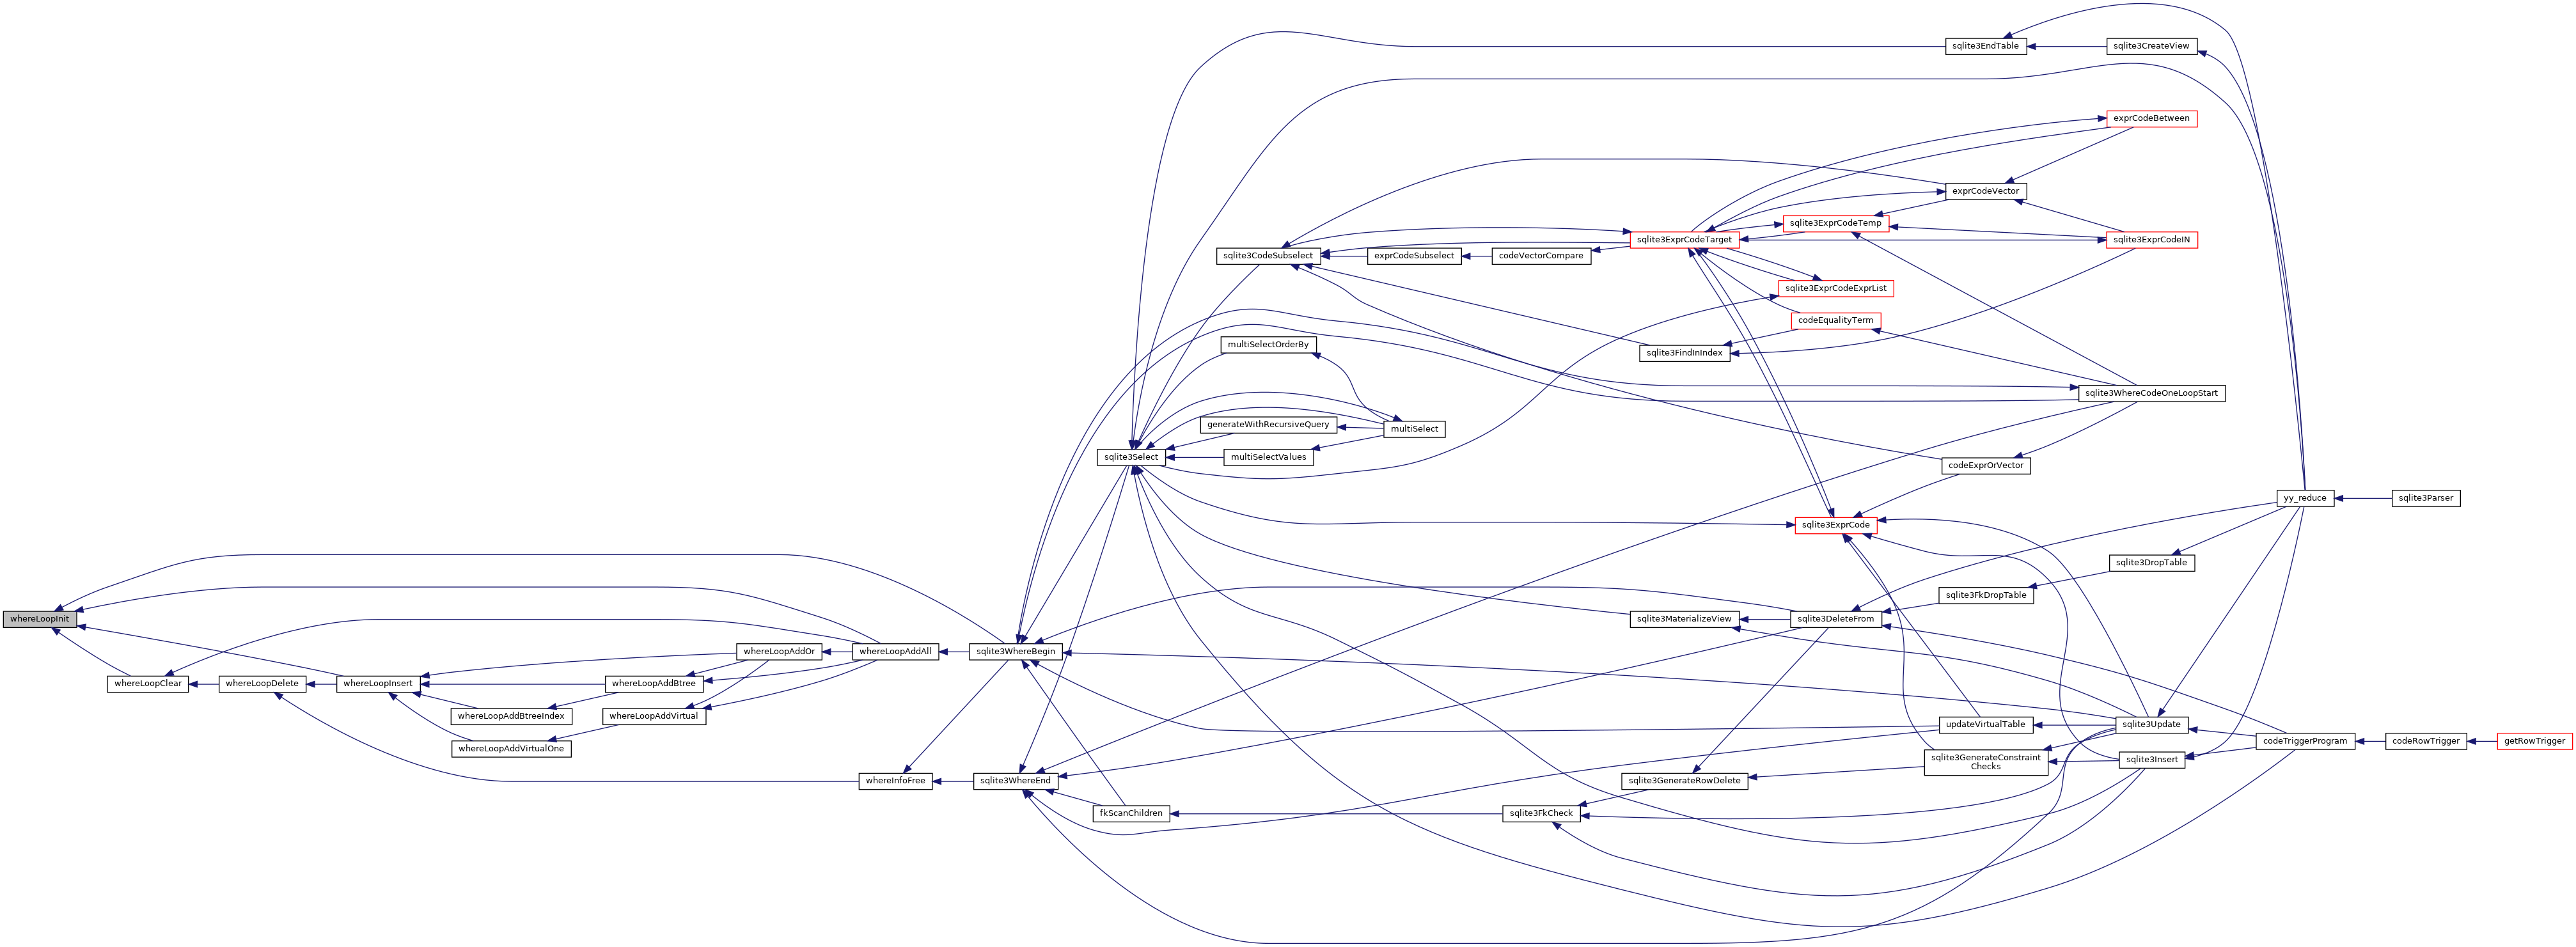 sqlite3EndTable
sqlite3CreateView
exprCodeBetween
exprCodeVector
sqlite3ExprCodeTemp
sqlite3ExprCodeTarget
sqlite3ExprCodeIN
sqlite3CodeSubselect
exprCodeSubselect
codeVectorCompare
sqlite3ExprCodeExprList
codeEqualityTerm
multiSelectOrderBy
sqlite3FindInIndex
sqlite3WhereCodeOneLoopStart
generateWithRecursiveQuery
multiSelect
sqlite3Select
multiSelectValues
codeExprOrVector
yy_reduce
sqlite3Parser
sqlite3ExprCode
sqlite3DropTable
sqlite3FkDropTable
whereLoopInit
sqlite3MaterializeView
sqlite3DeleteFrom
whereLoopAddOr
whereLoopAddAll
sqlite3WhereBegin
whereLoopClear
whereLoopDelete
whereLoopInsert
whereLoopAddBtree
whereLoopAddBtreeIndex
whereLoopAddVirtual
updateVirtualTable
sqlite3Update
whereLoopAddVirtualOne
codeTriggerProgram
codeRowTrigger
getRowTrigger
sqlite3GenerateConstraint
Checks
sqlite3Insert
whereInfoFree
sqlite3WhereEnd
sqlite3GenerateRowDelete
fkScanChildren
sqlite3FkCheck